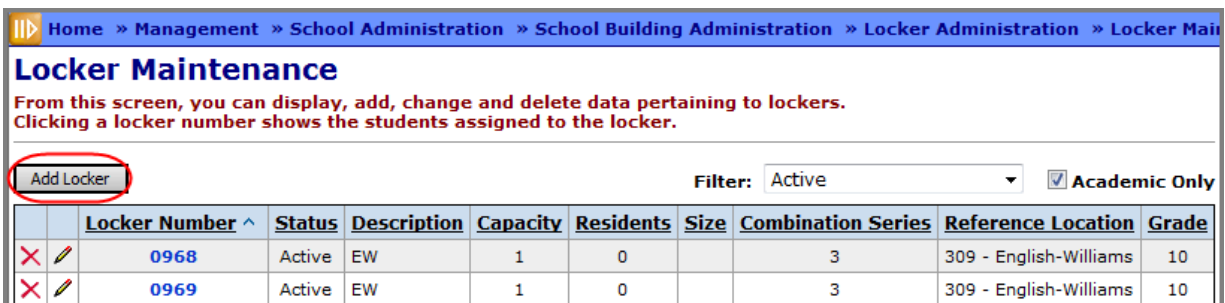 Home » Management » School Administration » School Building Administration » Locker Administration » Locker
Locker Maintenance
From this screen, you can display, add, change and delete data pertaining to lockers.
Clicking a locker number shows the students assigned to the locker.
Add Locker Filter: Active Academic Only
Locker Number ^ Status Description Capacity Residents Size Combination Series Reference Location Grade
0968 Active EW 1 0 3 309 - English-Williams 10
0969 Active EW 1 0 3 309 - English-Williams 10